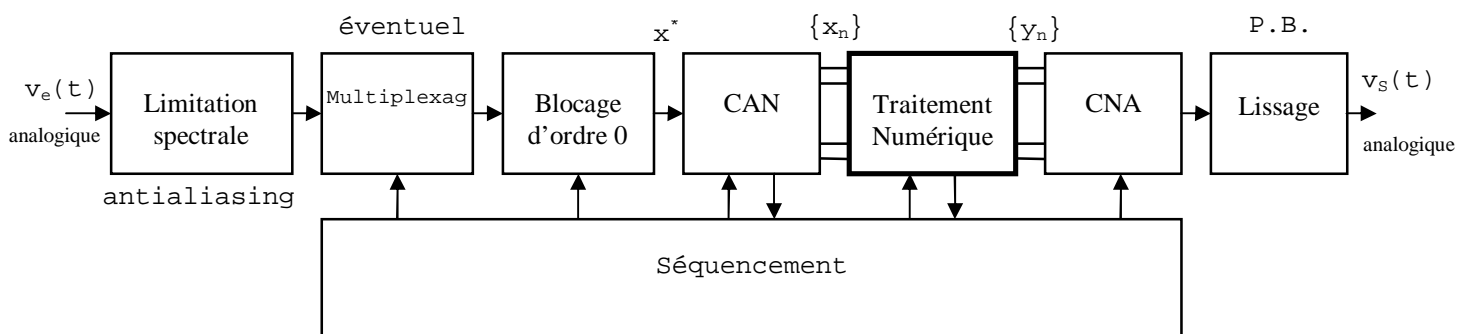 éventuel
x*
{xₙ}
{yₙ}
P.B.
vₑ(t)
analogique
Limitation
spectrale
Multiplexag
Blocage
d'ordre 0
CAN
Traitement
Numérique
CNA
Lissage
vₛ(t)
analogique
antialiasing
Séquencement